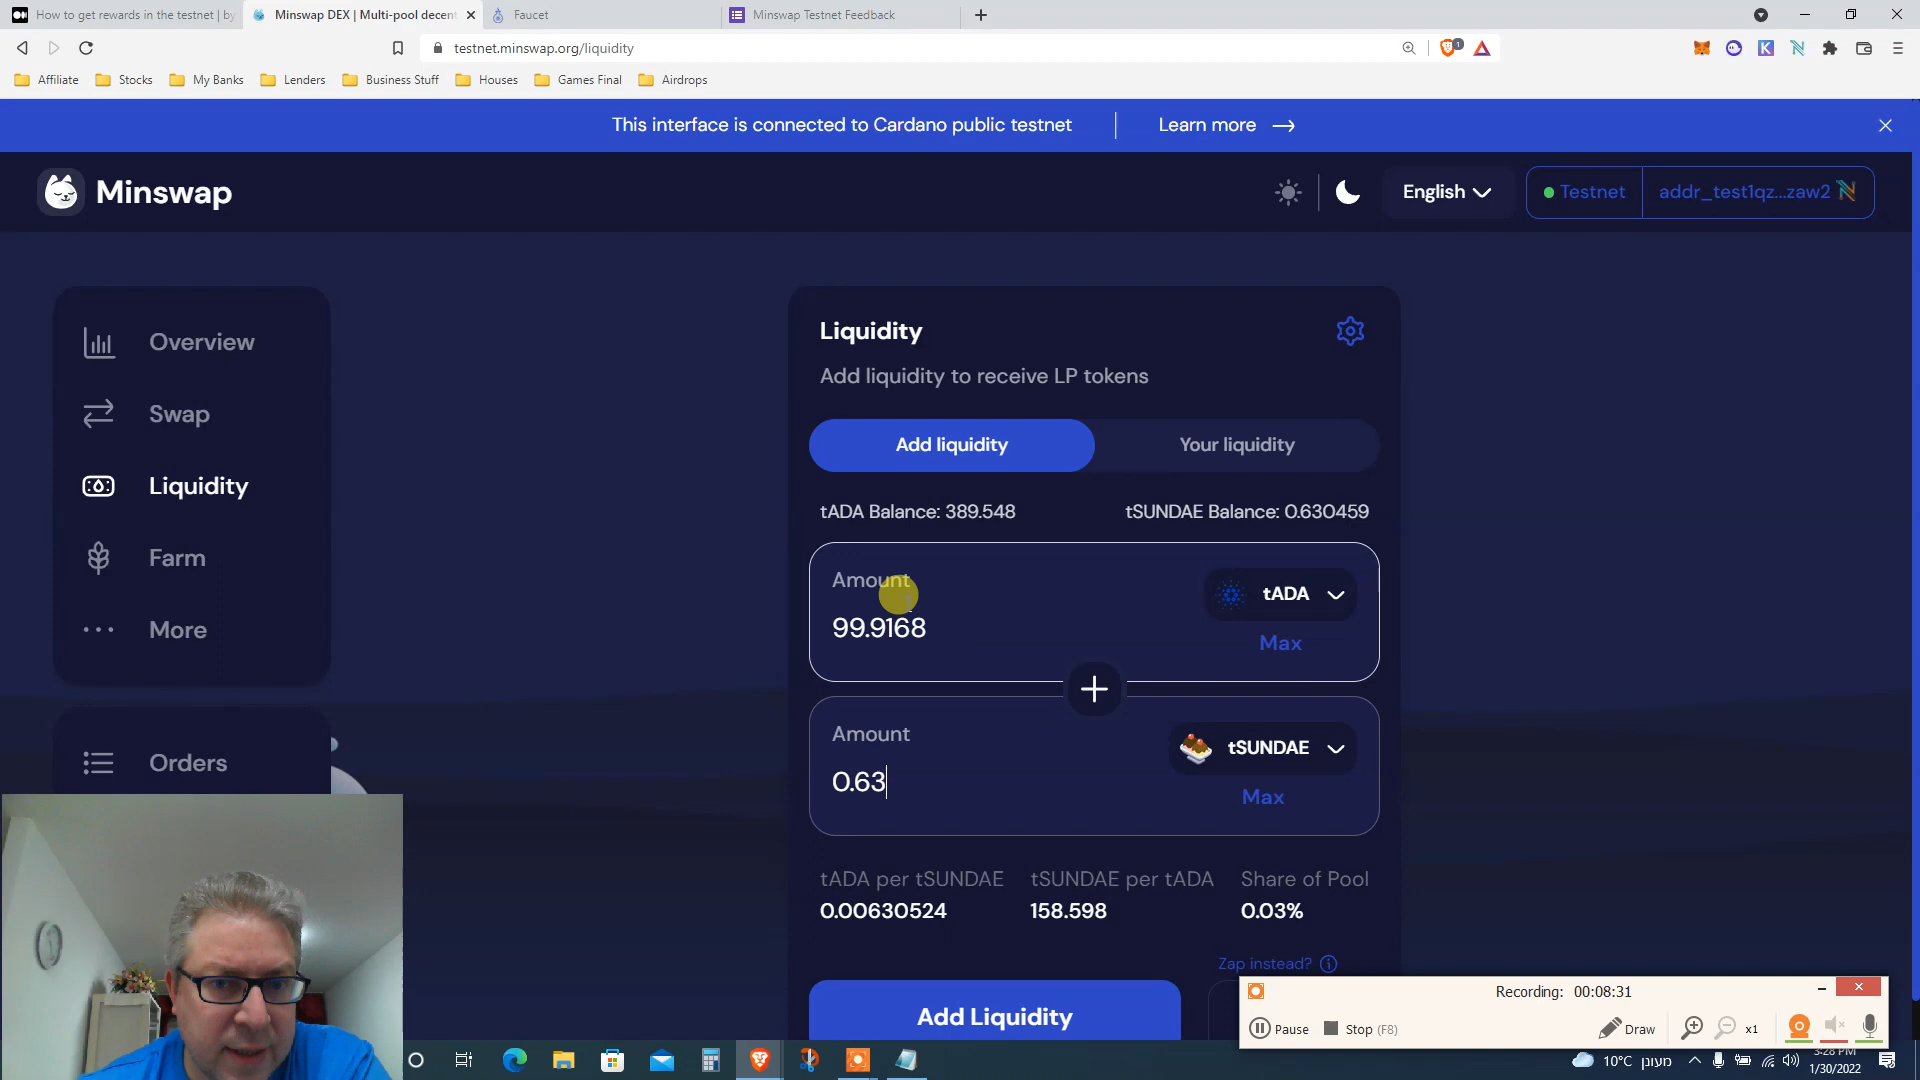 How to get rewards in the testnet | by
Minswap DEX | Multi-pool decent
Faucet
Minswap Testnet Feedback
testnet.minswap.org/liquidity
1
Affiliate
Stocks
My Banks
Lenders
Business Stuff
Houses
Games Final
Airdrops
This interface is connected to Cardano public testnet
Learn more
Minswap
English
Testnet
addr_test1qz...zaw2
Overview
Swap
Liquidity
Farm
More
Orders
Liquidity
Add liquidity to receive LP tokens
Add liquidity
Your liquidity
tADA Balance: 389.548
tSUNDAE Balance: 0.630459
Amount
99.9168
tADA
Max
Amount
0.63
tSUNDAE
Max
tADA per tSUNDAE
tSUNDAE per tADA
Share of Pool
0.00630524
158.598
0.03%
Zap instead?
Add Liquidity
Recording: 00:08:31
Pause
Stop (F8)
Draw
x1
10°C
מעונן
3:28 PM
1/30/2022